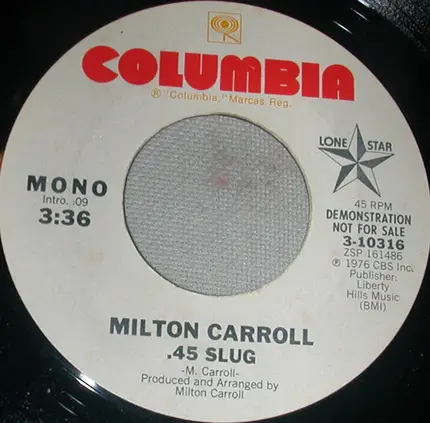 COLUMBIA
® "Columbia," Marcas Reg.
MONO
Intro. :09
3:36
LONE STAR
45 RPM
DEMONSTRATION
NOT FOR SALE
3-10316
ZSP 161486
℗ 1976 CBS Inc.
Publisher:
Liberty
Hills Music
(BMI)
MILTON CARROLL
.45 SLUG
-M. Carroll-
Produced and Arranged by
Milton Carroll